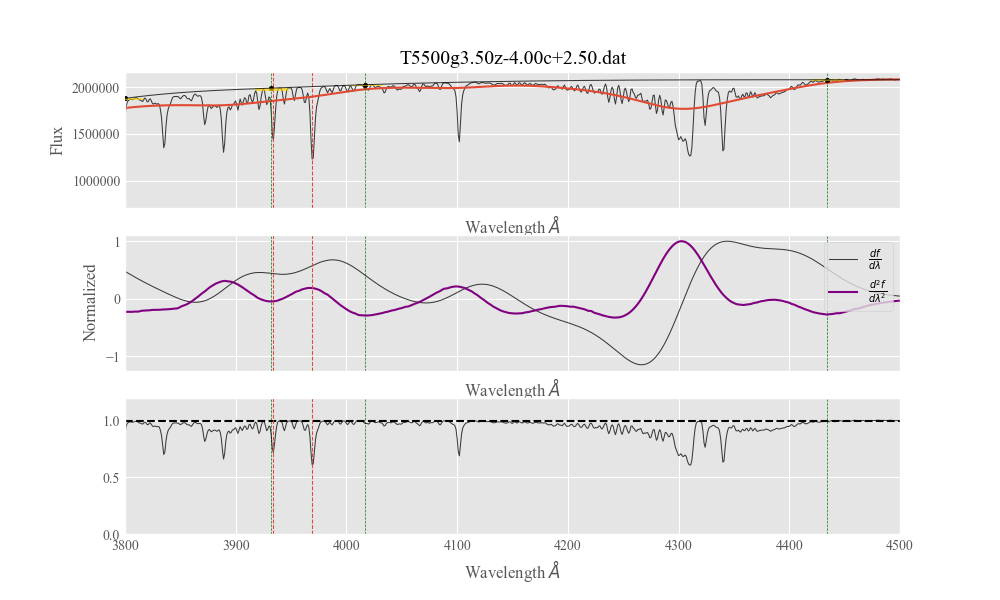 T5500g3.50z-4.00c+2.50.dat
2000000
1500000
1000000
Flux
Wavelength Å
1
0
−1
Normalized
df
dλ
d²f
dλ²
Wavelength Å
1.0
0.5
0.0
3800 3900 4000 4100 4200 4300 4400 4500
Wavelength Å